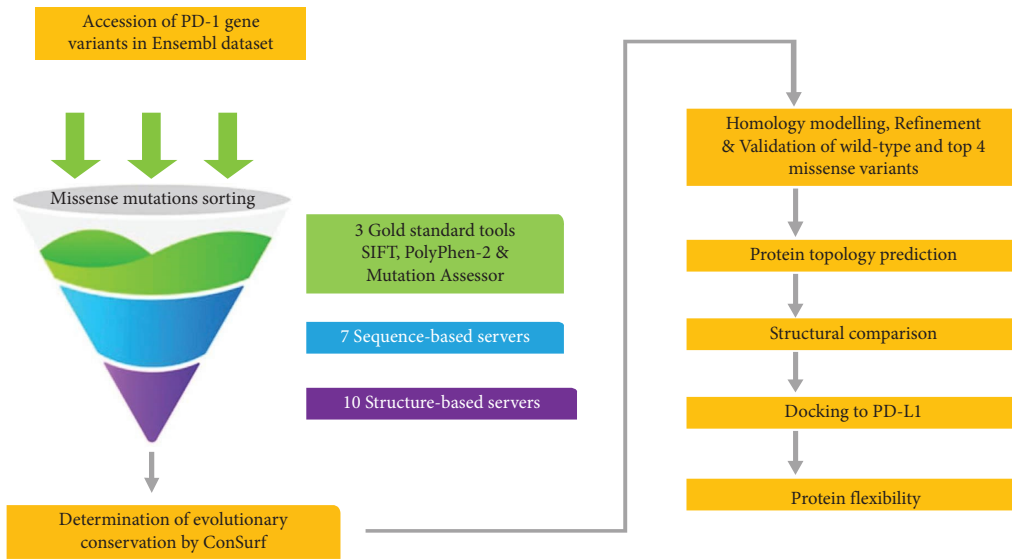 Accession of PD-1 gene
variants in Ensembl dataset
Missense mutations sorting
3 Gold standard tools
SIFT, PolyPhen-2 &
Mutation Assessor
7 Sequence-based servers
10 Structure-based servers
Determination of evolutionary
conservation by ConSurf
Homology modelling, Refinement
& Validation of wild-type and top 4
missense variants
Protein topology prediction
Structural comparison
Docking to PD-L1
Protein flexibility